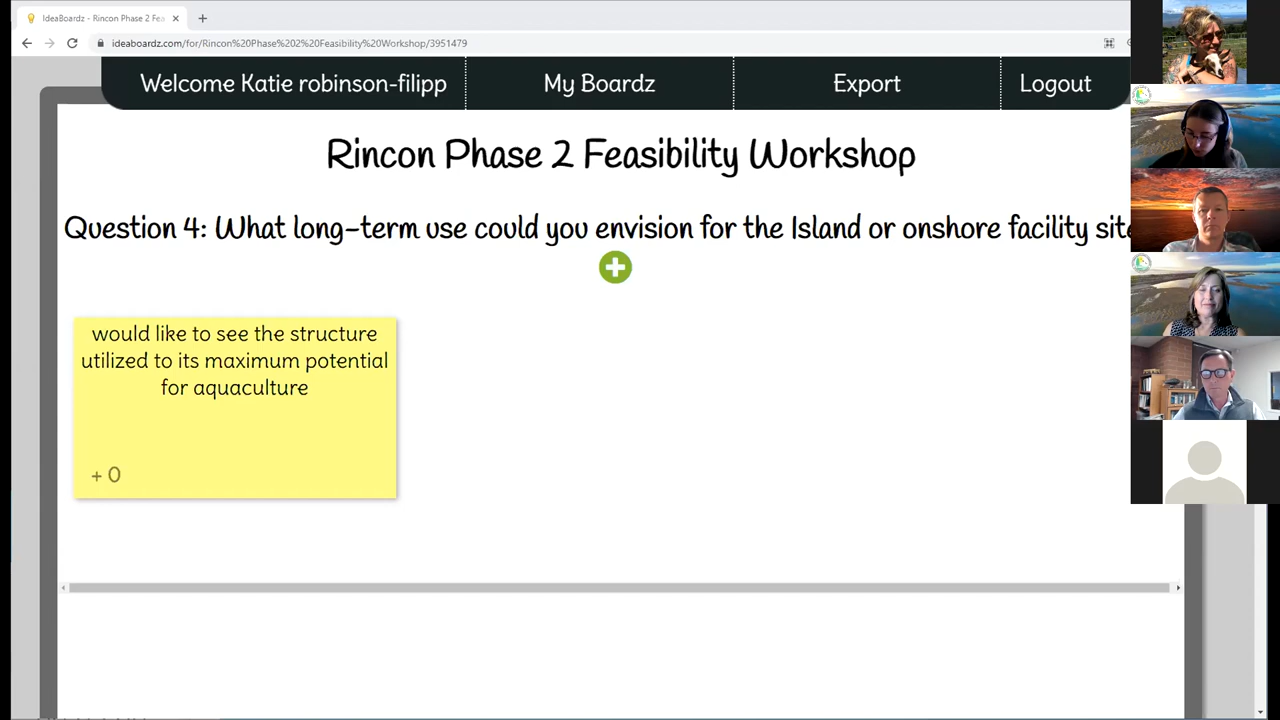 IdeaBoardz - Rincon Phase 2 Fea
ideaboardz.com/for/Rincon%20Phase%202%20Feasibility%20Workshop/3951479
Welcome Katie robinson-filipp
My Boardz
Export
Logout
Rincon Phase 2 Feasibility Workshop
Question 4: What long-term use could you envision for the Island or onshore facility site
would like to see the structure
utilized to its maximum potential
for aquaculture
+ 0